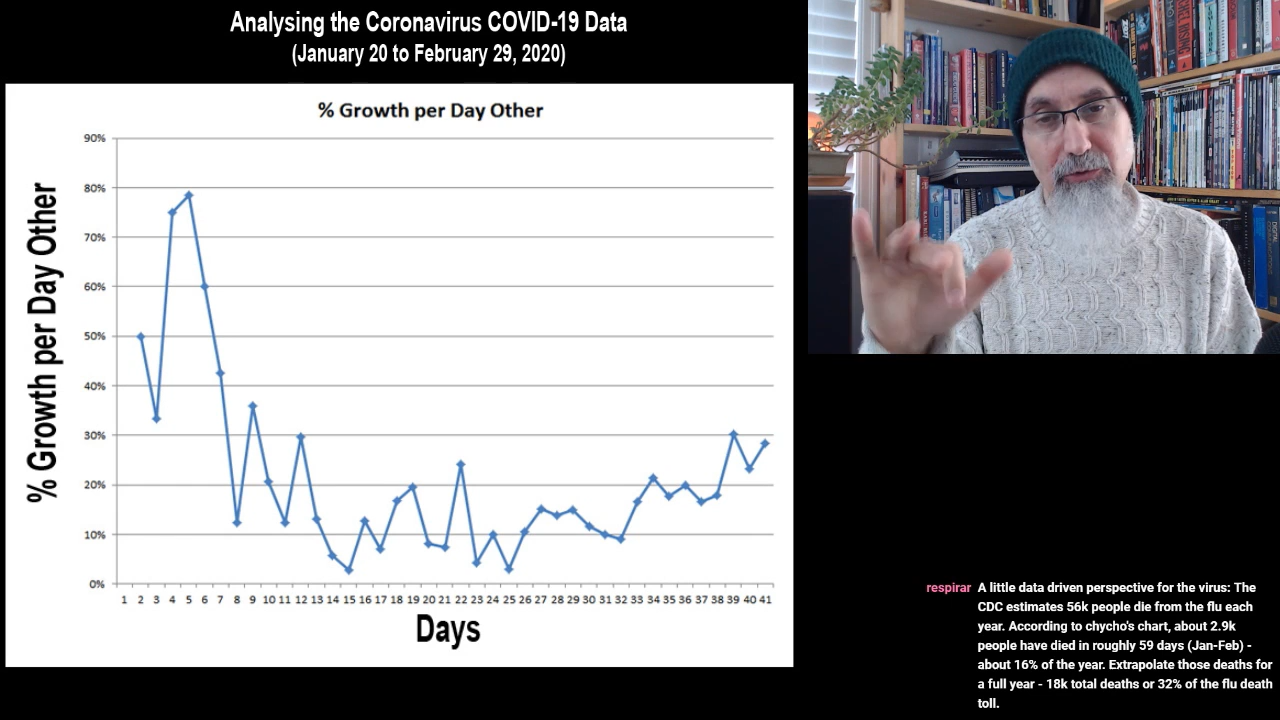 Analysing the Coronavirus COVID-19 Data
(January 20 to February 29, 2020)
% Growth per Day Other
% Growth per Day Other
90%
80%
70%
60%
50%
40%
30%
20%
10%
0%
1 2 3 4 5 6 7 8 9 10 11 12 13 14 15 16 17 18 19 20 21 22 23 24 25 26 27 28 29 30 31 32 33 34 35 36 37 38 39 40 41
Days
respirar A little data driven perspective for the virus: The
CDC estimates 56k people die from the flu each
year. According to chycho's chart, about 2.9k
people have died in roughly 59 days (Jan-Feb) -
about 16% of the year. Extrapolate those deaths for
a full year - 18k total deaths or 32% of the flu death
toll.